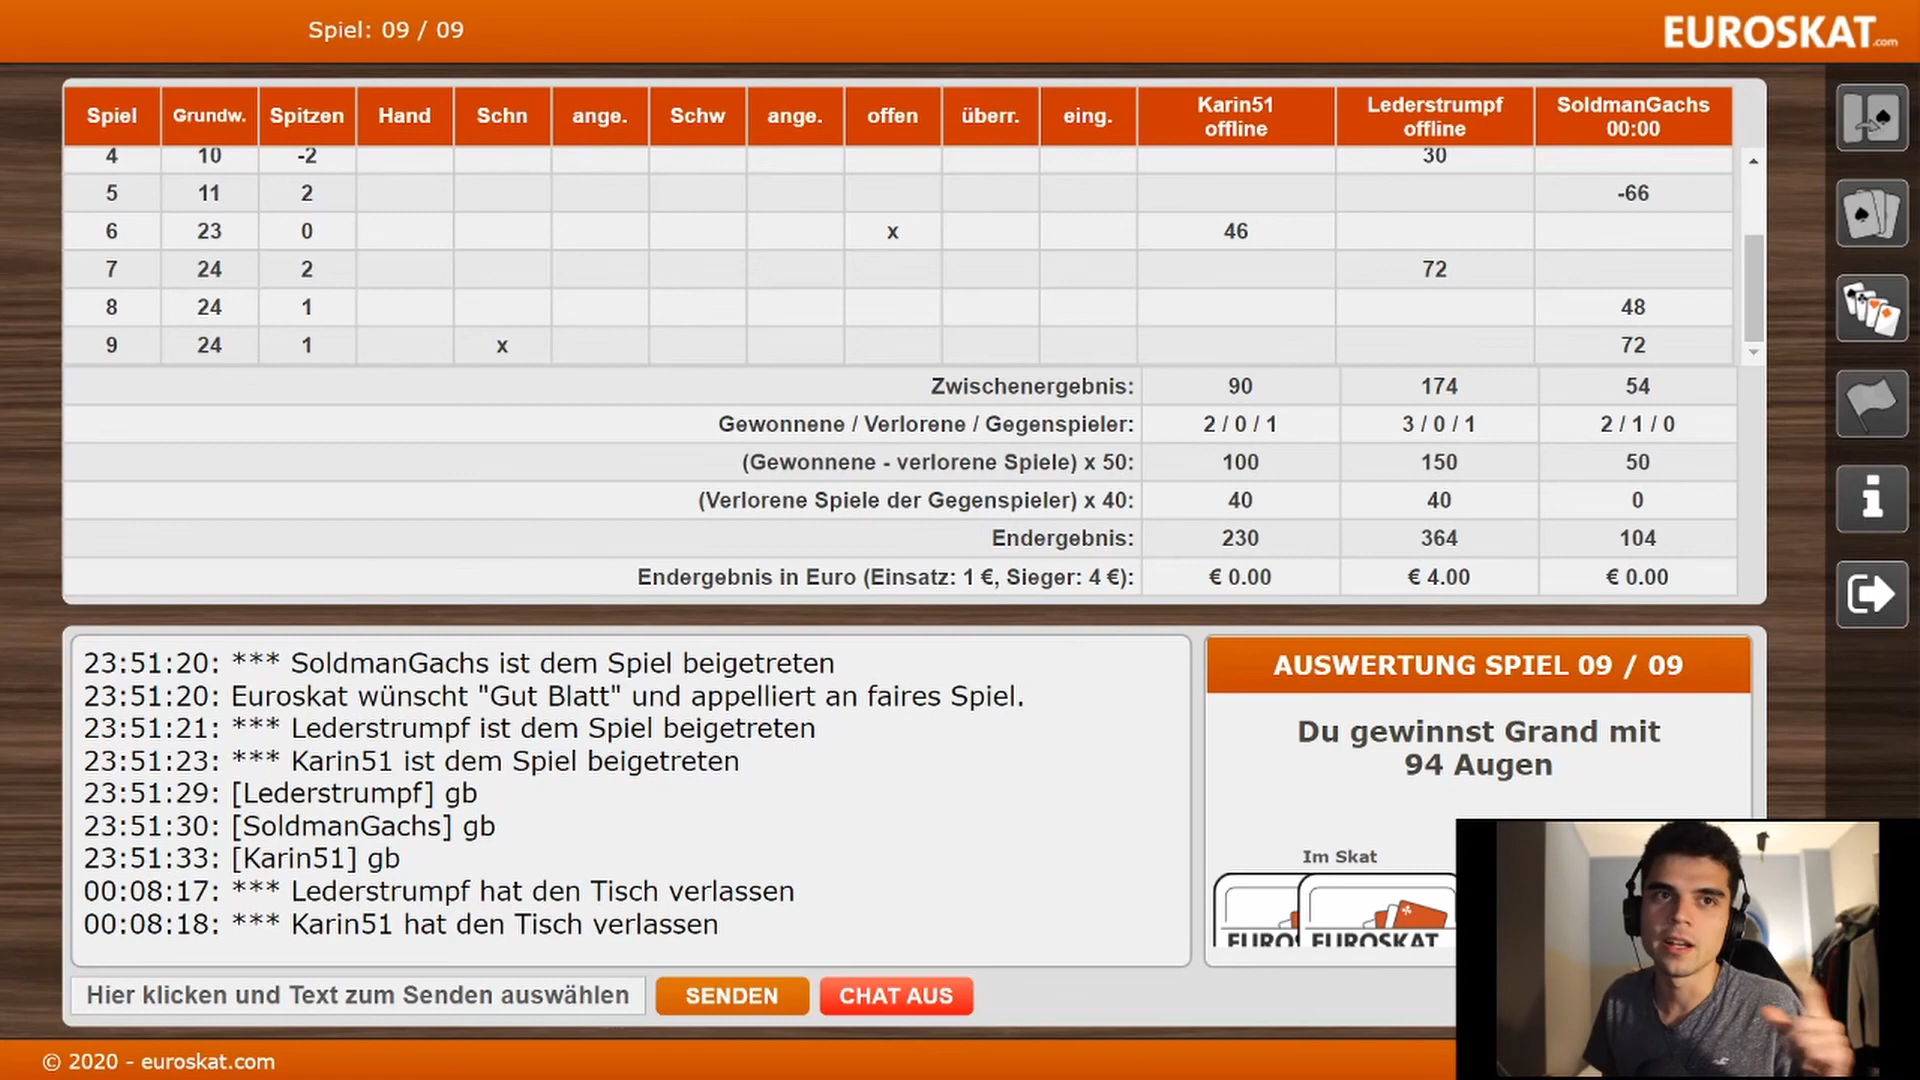 Spiel: 09 / 09
EUROSKAT.com
Spiel Grundw. Spitzen Hand Schn ange. Schw ange. offen überr. eing. Karin51 offline Lederstrumpf offline SoldmanGachs 00:00
4 10 -2 30
5 11 2 -66
6 23 0 x 46
7 24 2 72
8 24 1 48
9 24 1 x 72
Zwischenergebnis: 90 174 54
Gewonnene / Verlorene / Gegenspieler: 2 / 0 / 1 3 / 0 / 1 2 / 1 / 0
(Gewonnene - verlorene Spiele) x 50: 100 150 50
(Verlorene Spiele der Gegenspieler) x 40: 40 40 0
Endergebnis: 230 364 104
Endergebnis in Euro (Einsatz: 1 €, Sieger: 4 €): € 0.00 € 4.00 € 0.00
23:51:20: *** SoldmanGachs ist dem Spiel beigetreten
23:51:20: Euroskat wünscht "Gut Blatt" und appelliert an faires Spiel.
23:51:21: *** Lederstrumpf ist dem Spiel beigetreten
23:51:23: *** Karin51 ist dem Spiel beigetreten
23:51:29: [Lederstrumpf] gb
23:51:30: [SoldmanGachs] gb
23:51:33: [Karin51] gb
00:08:17: *** Lederstrumpf hat den Tisch verlassen
00:08:18: *** Karin51 hat den Tisch verlassen
Hier klicken und Text zum Senden auswählen
SENDEN
CHAT AUS
AUSWERTUNG SPIEL 09 / 09
Du gewinnst Grand mit
94 Augen
Im Skat
EURO EUROSKAT
© 2020 - euroskat.com